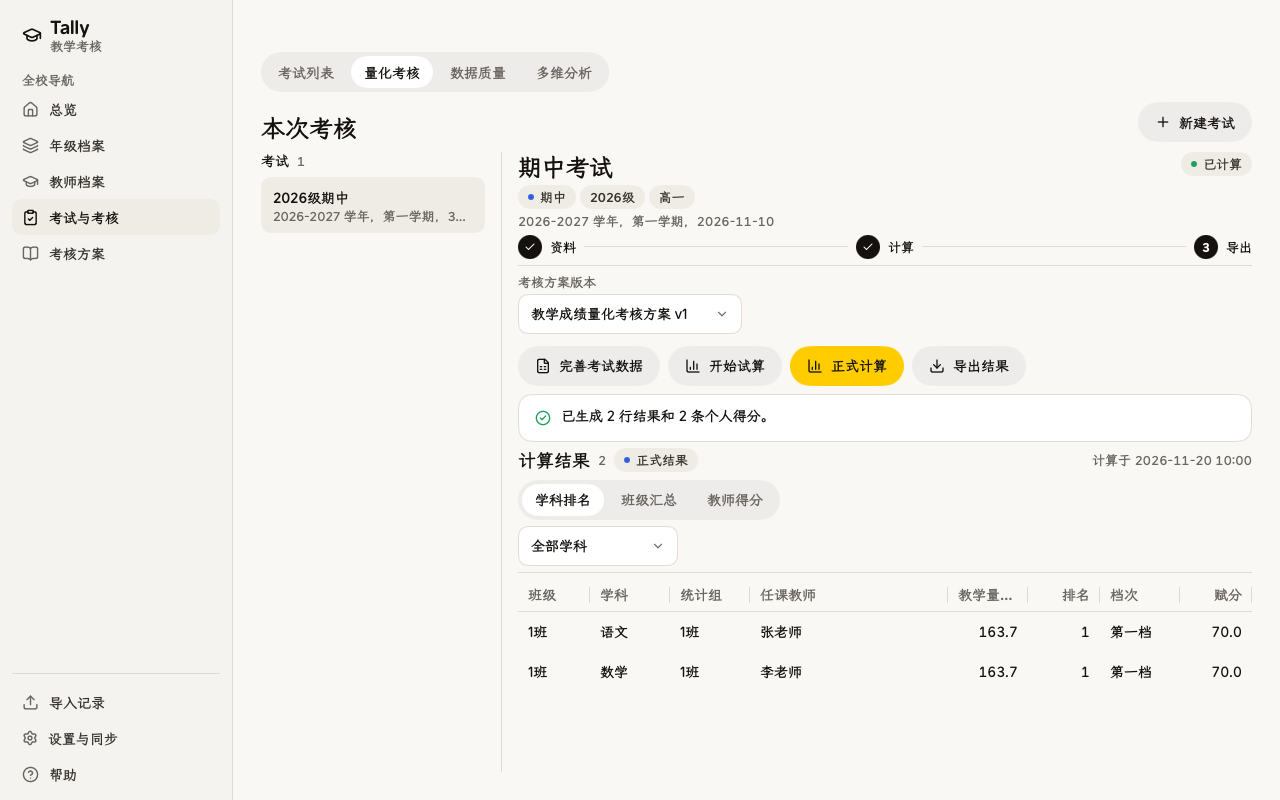 Tally
教学考核
全校导航
总览
年级档案
教师档案
考试与考核
考核方案
导入记录
设置与同步
帮助
考试列表 量化考核 数据质量 多维分析
本次考核
新建考试
考试 1
2026级期中
2026-2027 学年，第一学期，3...
期中考试
已计算
期中 2026级 高一
2026-2027 学年，第一学期，2026-11-10
资料 计算 3 导出
考核方案版本
教学成绩量化考核方案 v1
完善考试数据 开始试算 正式计算 导出结果
已生成 2 行结果和 2 条个人得分。
计算结果 2 正式结果 计算于 2026-11-20 10:00
学科排名 班级汇总 教师得分
全部学科
班级 学科 统计组 任课教师 教学量... 排名 档次 赋分
1班 语文 1班 张老师 163.7 1 第一档 70.0
1班 数学 1班 李老师 163.7 1 第一档 70.0